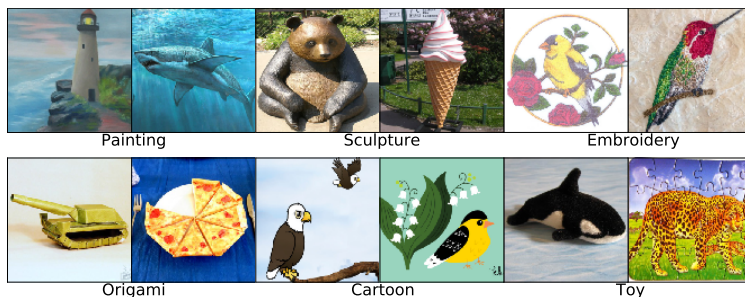 Painting
Sculpture
Embroidery
Origami
Cartoon
Toy